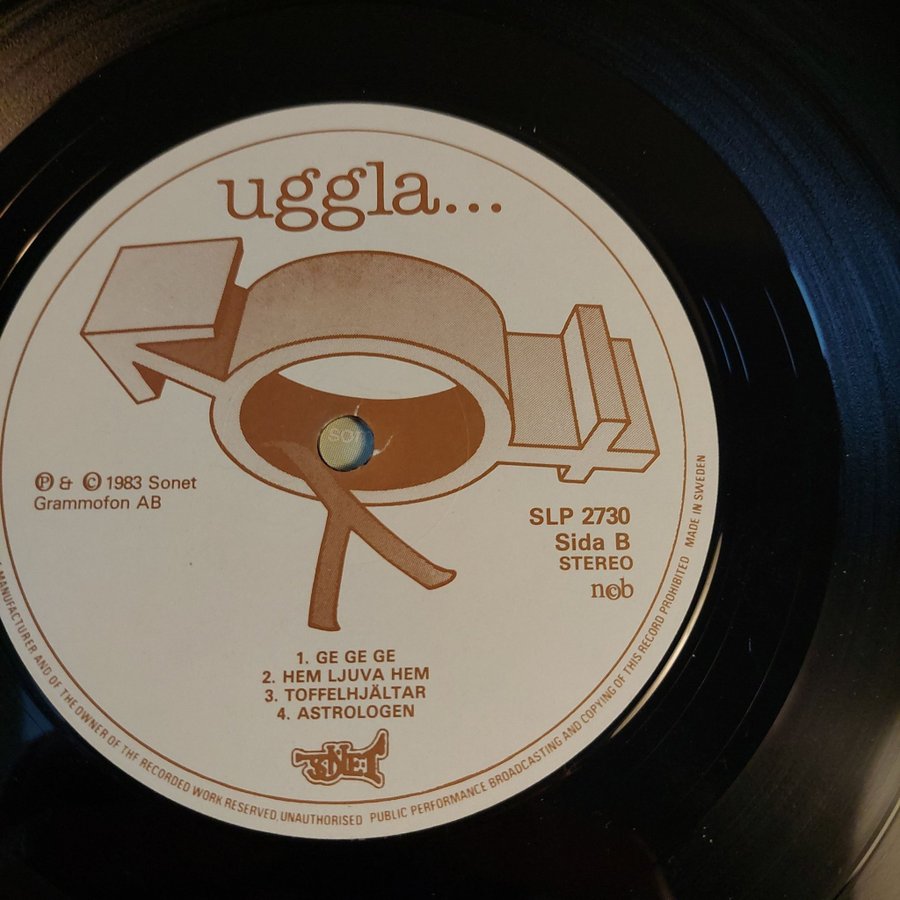 uggla...
SON
Ⓟ & © 1983 Sonet
Grammofon AB
SLP 2730
Sida B
STEREO
n©b
1. GE GE GE
2. HEM LJUVA HEM
3. TOFFELHJÄLTAR
4. ASTROLOGEN
SONET
MANUFACTURER AND OF THE OWNER OF THE RECORDED WORK RESERVED. UNAUTHORISED PUBLIC PERFORMANCE BROADCASTING AND COPYING OF THIS RECORD PROHIBITED MADE IN SWEDEN